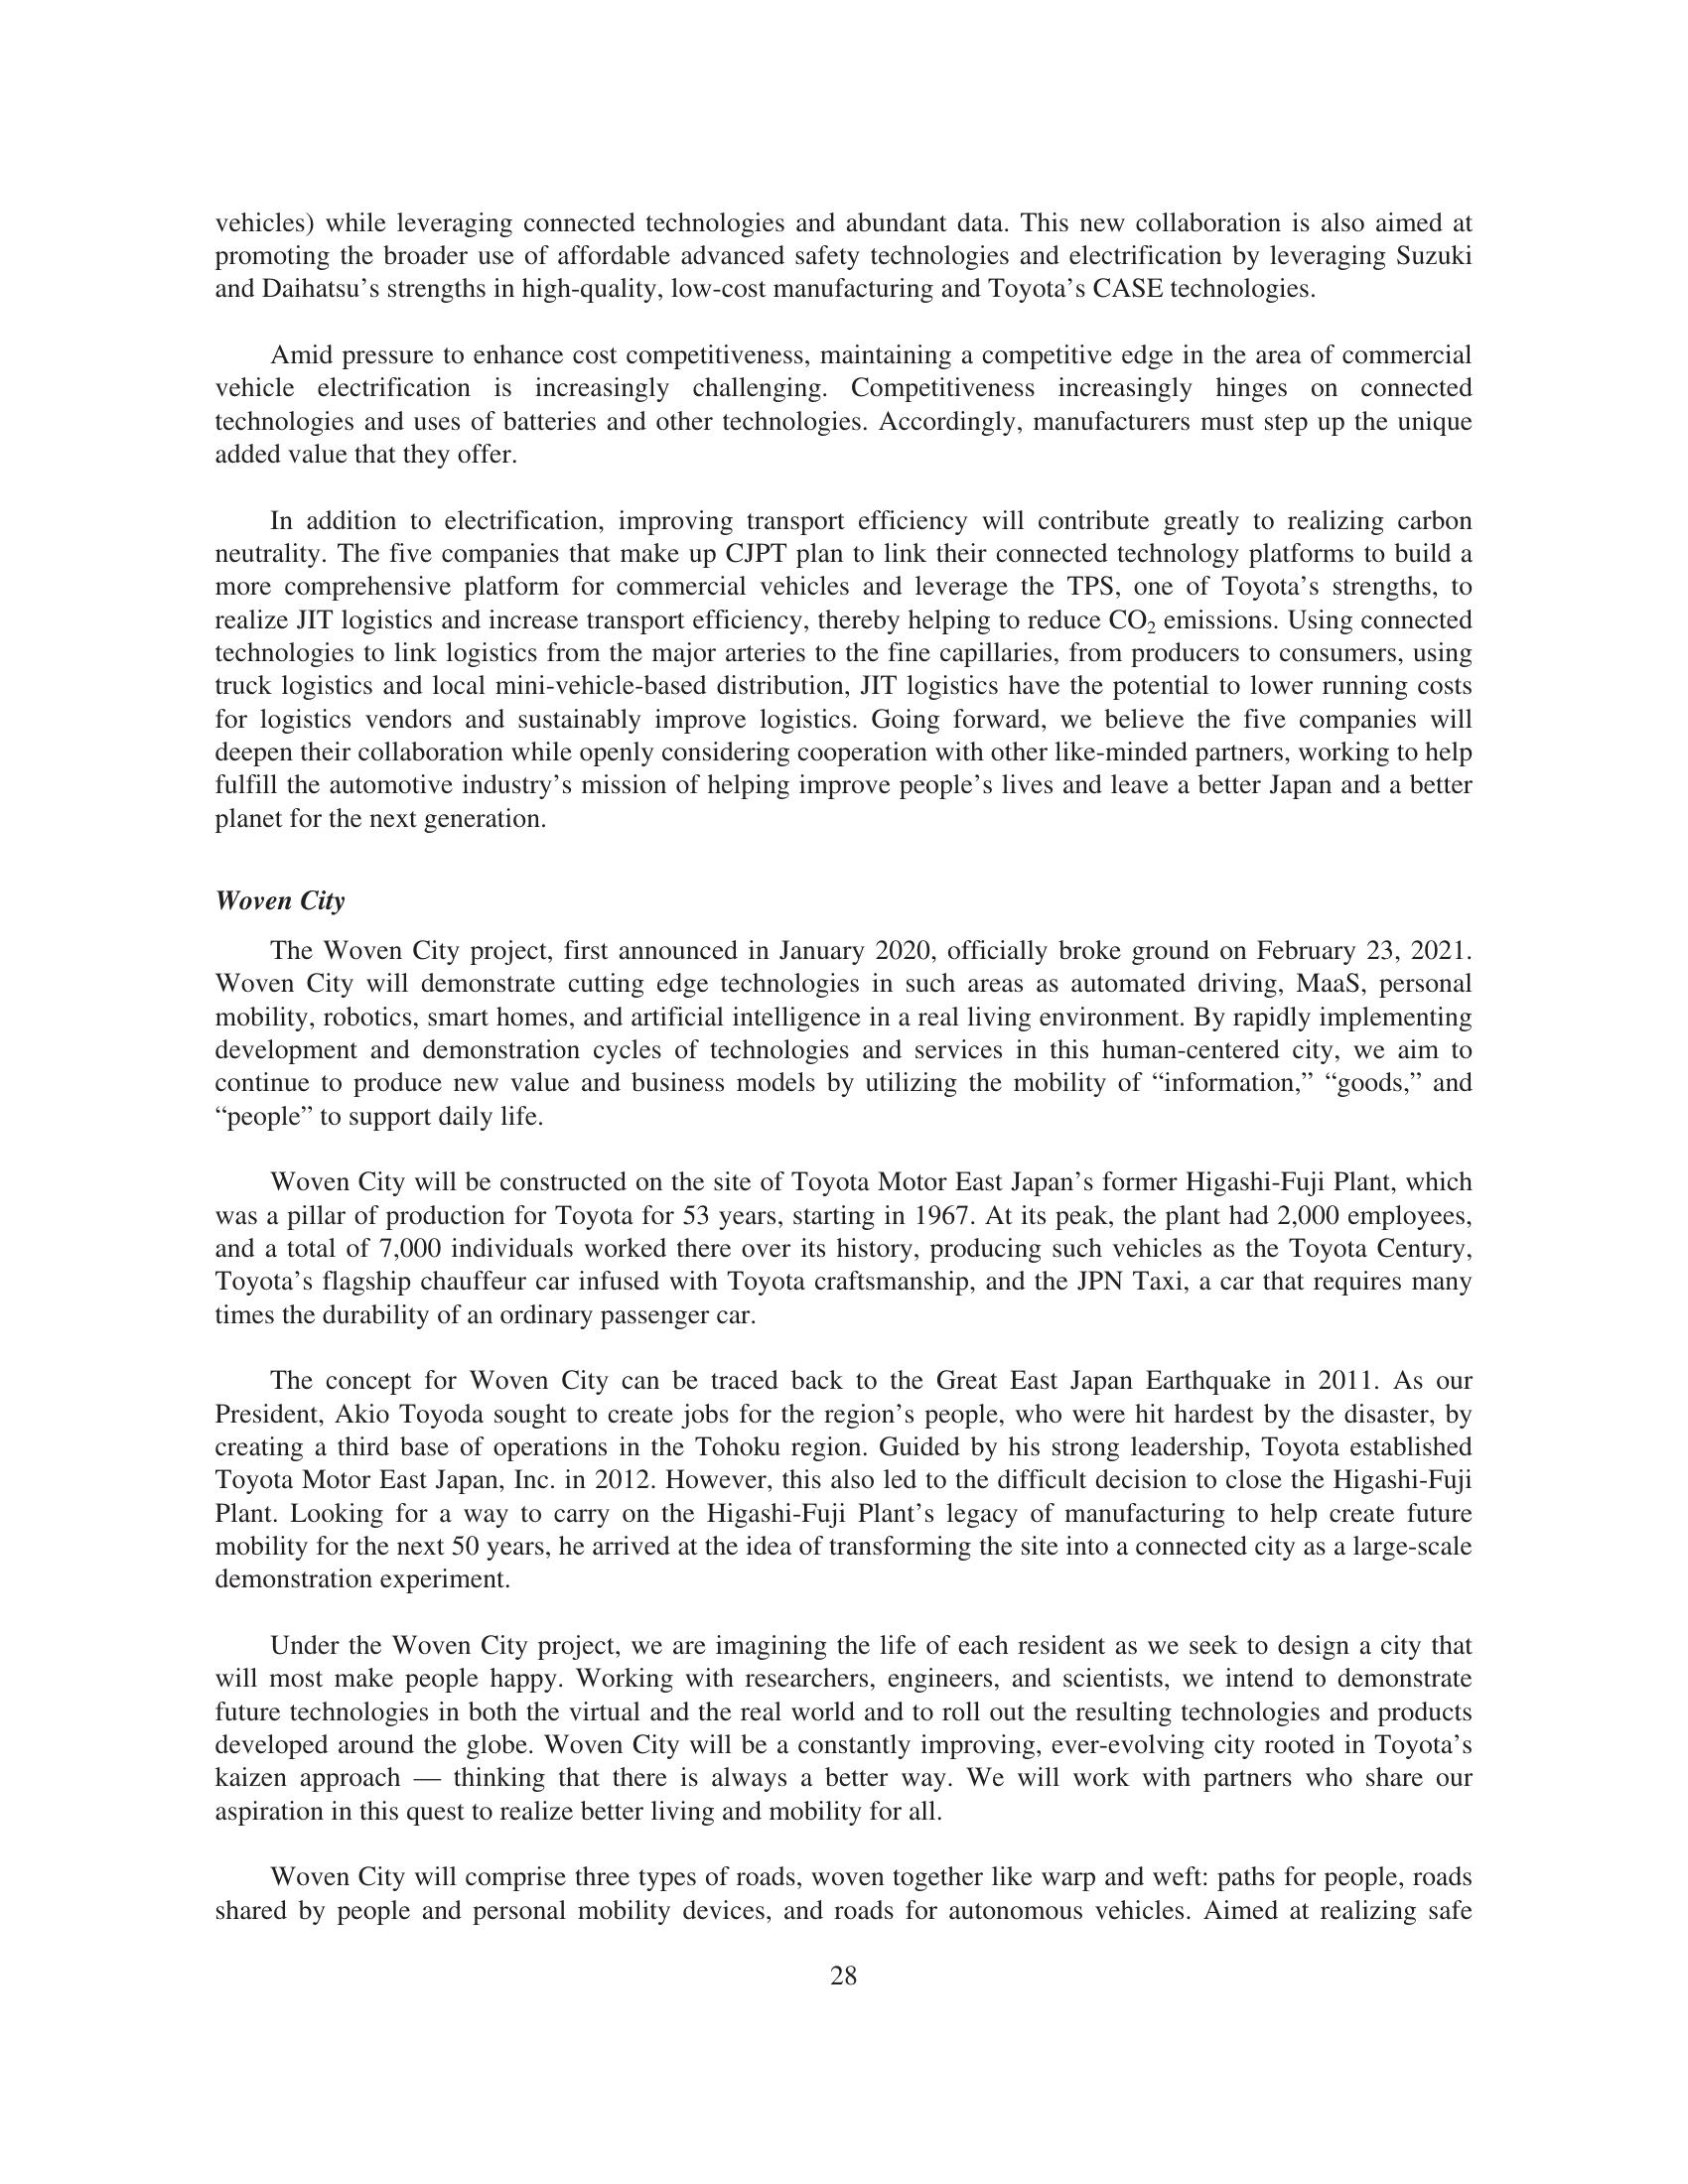 vehicles) while leveraging connected technologies and abundant data. This new collaboration is also aimed at
promoting the broader use of affordable advanced safety technologies and electrification by leveraging Suzuki
and Daihatsu’s strengths in high-quality, low-cost manufacturing and Toyota’s CASE technologies.
Amid pressure to enhance cost competitiveness, maintaining a competitive edge in the area of commercial
vehicle electrification is increasingly challenging. Competitiveness increasingly hinges on connected
technologies and uses of batteries and other technologies. Accordingly, manufacturers must step up the unique
added value that they offer.
In addition to electrification, improving transport efficiency will contribute greatly to realizing carbon
neutrality. The five companies that make up CJPT plan to link their connected technology platforms to build a
more comprehensive platform for commercial vehicles and leverage the TPS, one of Toyota’s strengths, to
realize JIT logistics and increase transport efficiency, thereby helping to reduce CO₂ emissions. Using connected
technologies to link logistics from the major arteries to the fine capillaries, from producers to consumers, using
truck logistics and local mini-vehicle-based distribution, JIT logistics have the potential to lower running costs
for logistics vendors and sustainably improve logistics. Going forward, we believe the five companies will
deepen their collaboration while openly considering cooperation with other like-minded partners, working to help
fulfill the automotive industry’s mission of helping improve people’s lives and leave a better Japan and a better
planet for the next generation.
Woven City
The Woven City project, first announced in January 2020, officially broke ground on February 23, 2021.
Woven City will demonstrate cutting edge technologies in such areas as automated driving, MaaS, personal
mobility, robotics, smart homes, and artificial intelligence in a real living environment. By rapidly implementing
development and demonstration cycles of technologies and services in this human-centered city, we aim to
continue to produce new value and business models by utilizing the mobility of “information,” “goods,” and
“people” to support daily life.
Woven City will be constructed on the site of Toyota Motor East Japan’s former Higashi-Fuji Plant, which
was a pillar of production for Toyota for 53 years, starting in 1967. At its peak, the plant had 2,000 employees,
and a total of 7,000 individuals worked there over its history, producing such vehicles as the Toyota Century,
Toyota’s flagship chauffeur car infused with Toyota craftsmanship, and the JPN Taxi, a car that requires many
times the durability of an ordinary passenger car.
The concept for Woven City can be traced back to the Great East Japan Earthquake in 2011. As our
President, Akio Toyoda sought to create jobs for the region’s people, who were hit hardest by the disaster, by
creating a third base of operations in the Tohoku region. Guided by his strong leadership, Toyota established
Toyota Motor East Japan, Inc. in 2012. However, this also led to the difficult decision to close the Higashi-Fuji
Plant. Looking for a way to carry on the Higashi-Fuji Plant’s legacy of manufacturing to help create future
mobility for the next 50 years, he arrived at the idea of transforming the site into a connected city as a large-scale
demonstration experiment.
Under the Woven City project, we are imagining the life of each resident as we seek to design a city that
will most make people happy. Working with researchers, engineers, and scientists, we intend to demonstrate
future technologies in both the virtual and the real world and to roll out the resulting technologies and products
developed around the globe. Woven City will be a constantly improving, ever-evolving city rooted in Toyota’s
kaizen approach — thinking that there is always a better way. We will work with partners who share our
aspiration in this quest to realize better living and mobility for all.
Woven City will comprise three types of roads, woven together like warp and weft: paths for people, roads
shared by people and personal mobility devices, and roads for autonomous vehicles. Aimed at realizing safe
28